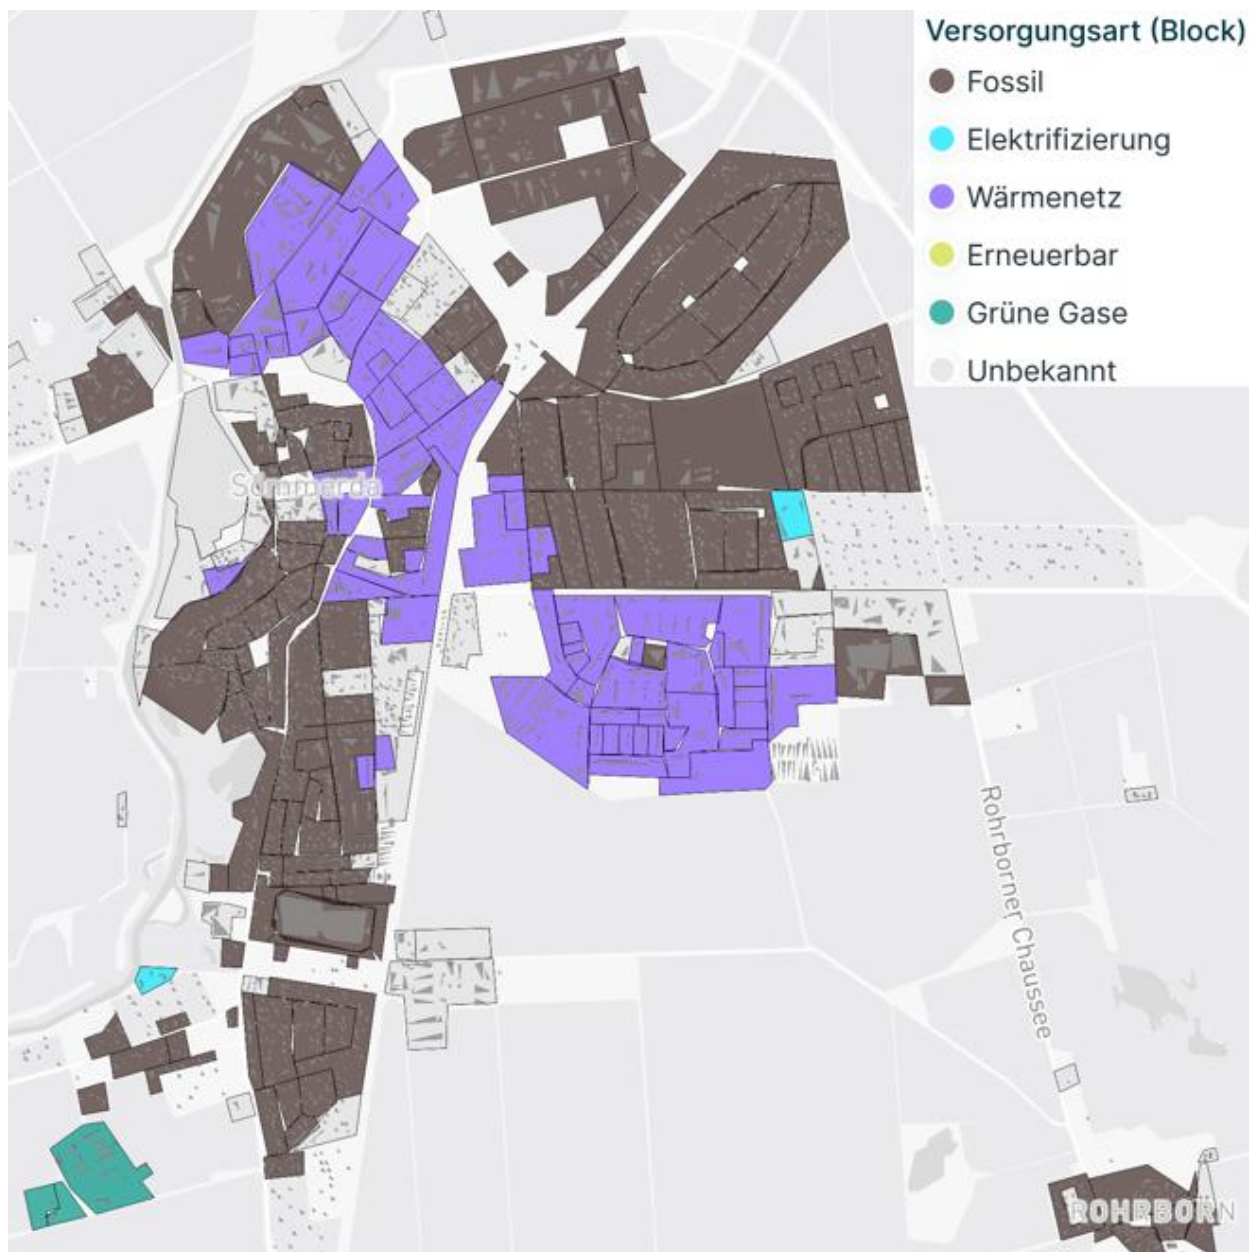 Versorgungsart (Block)
Fossil
Elektrifizierung
Wärmenetz
Erneuerbar
Grüne Gase
Unbekannt
Sömmerda
Rohrborner Chaussee
ROHRBORN